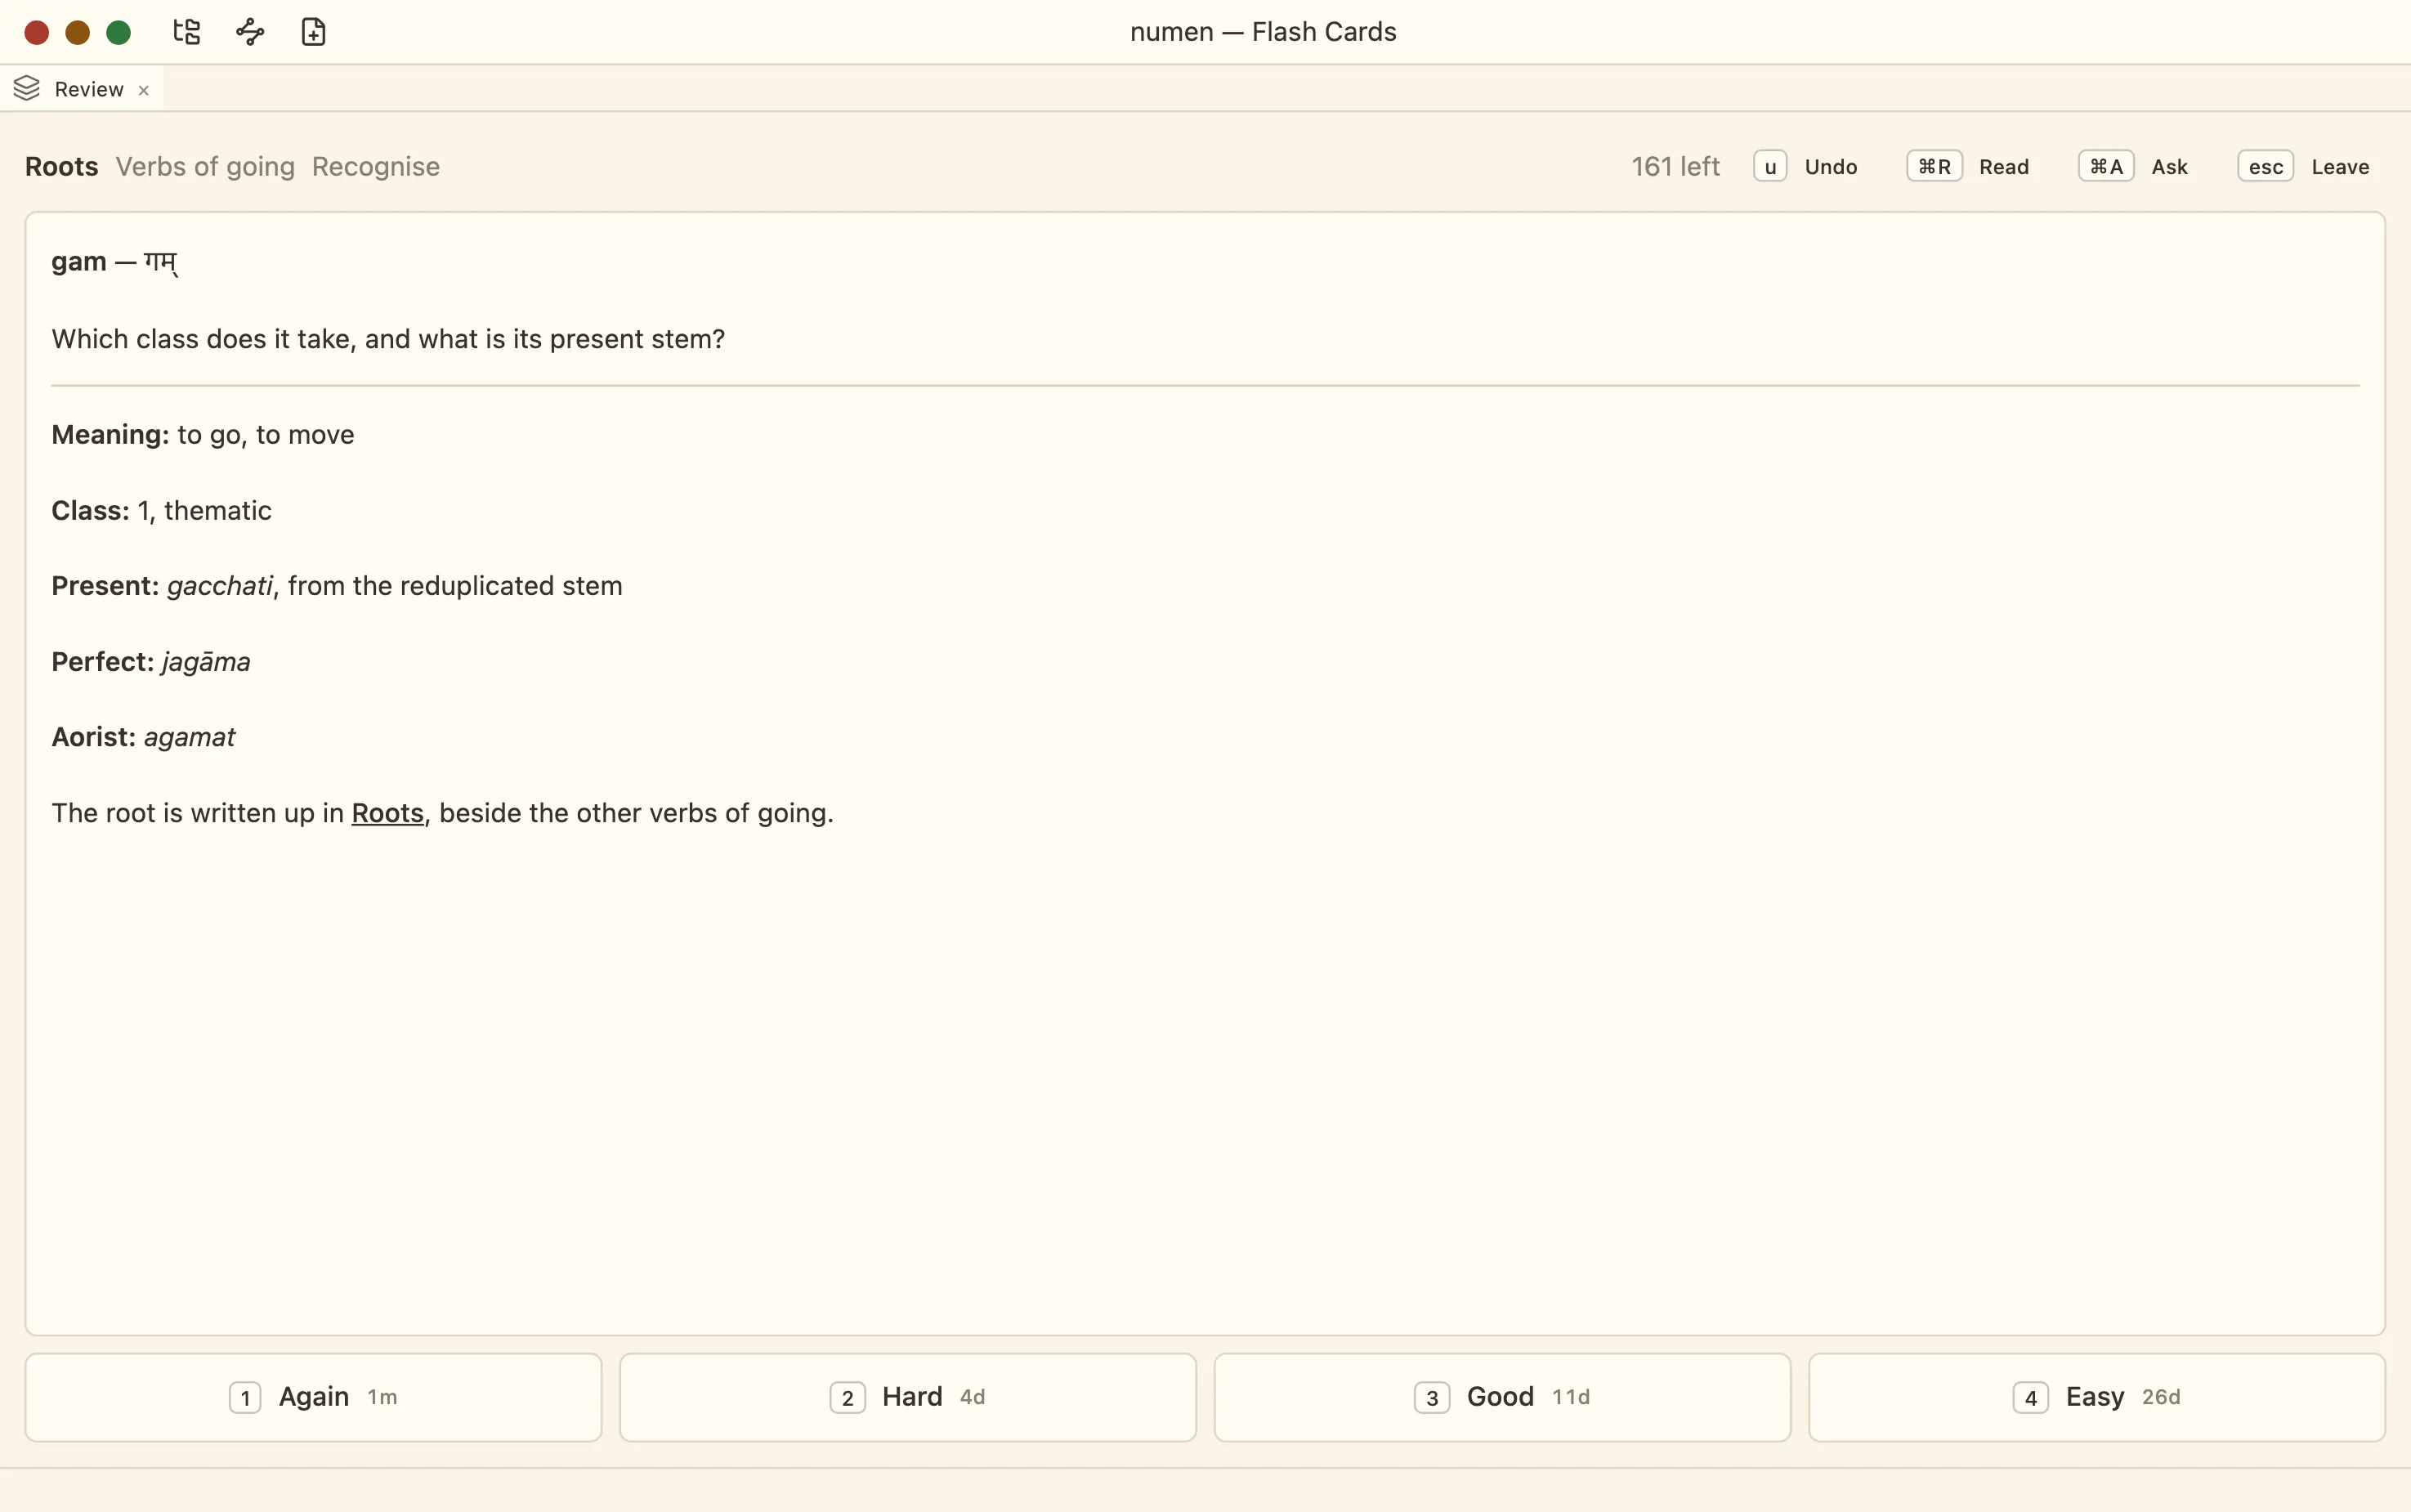 numen — Flash Cards
Review ×
Roots Verbs of going Recognise
161 left u Undo ⌘R Read ⌘A Ask esc Leave
gam — गम्
Which class does it take, and what is its present stem?
Meaning: to go, to move
Class: 1, thematic
Present: gacchati, from the reduplicated stem
Perfect: jagāma
Aorist: agamat
The root is written up in Roots, beside the other verbs of going.
1 Again 1m
2 Hard 4d
3 Good 11d
4 Easy 26d